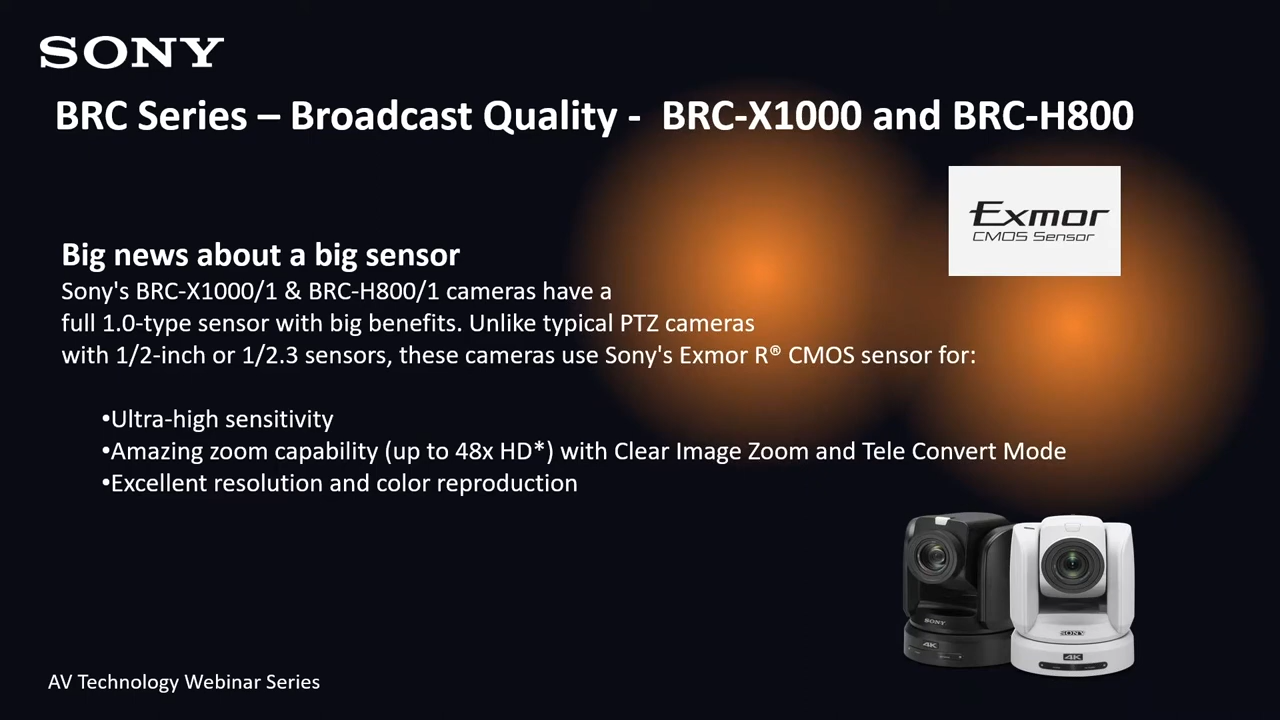 SONY
BRC Series – Broadcast Quality - BRC-X1000 and BRC-H800
Exmor
CMOS Sensor
Big news about a big sensor
Sony's BRC-X1000/1 & BRC-H800/1 cameras have a
full 1.0-type sensor with big benefits. Unlike typical PTZ cameras
with 1/2-inch or 1/2.3 sensors, these cameras use Sony's Exmor R® CMOS sensor for:
•Ultra-high sensitivity
•Amazing zoom capability (up to 48x HD*) with Clear Image Zoom and Tele Convert Mode
•Excellent resolution and color reproduction
SONY
4K
SONY
4K
AV Technology Webinar Series